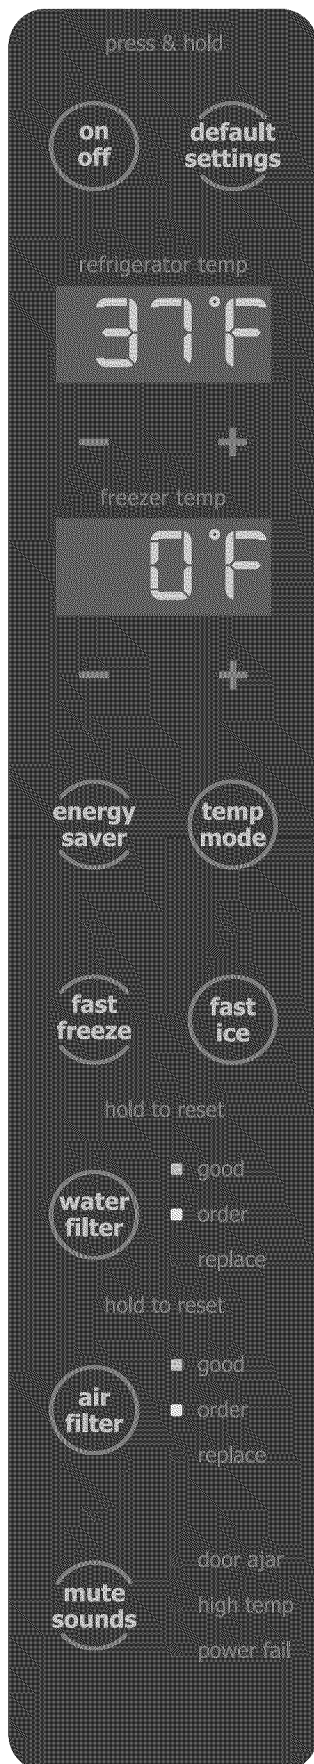 press & hold
on
off
default
settings
refrigerator temp
37°F
− +
freezer temp
0°F
− +
energy
saver
temp
mode
fast
freeze
fast
ice
hold to reset
water
filter
good
order
replace
hold to reset
air
filter
good
order
replace
mute
sounds
door ajar
high temp
power fail